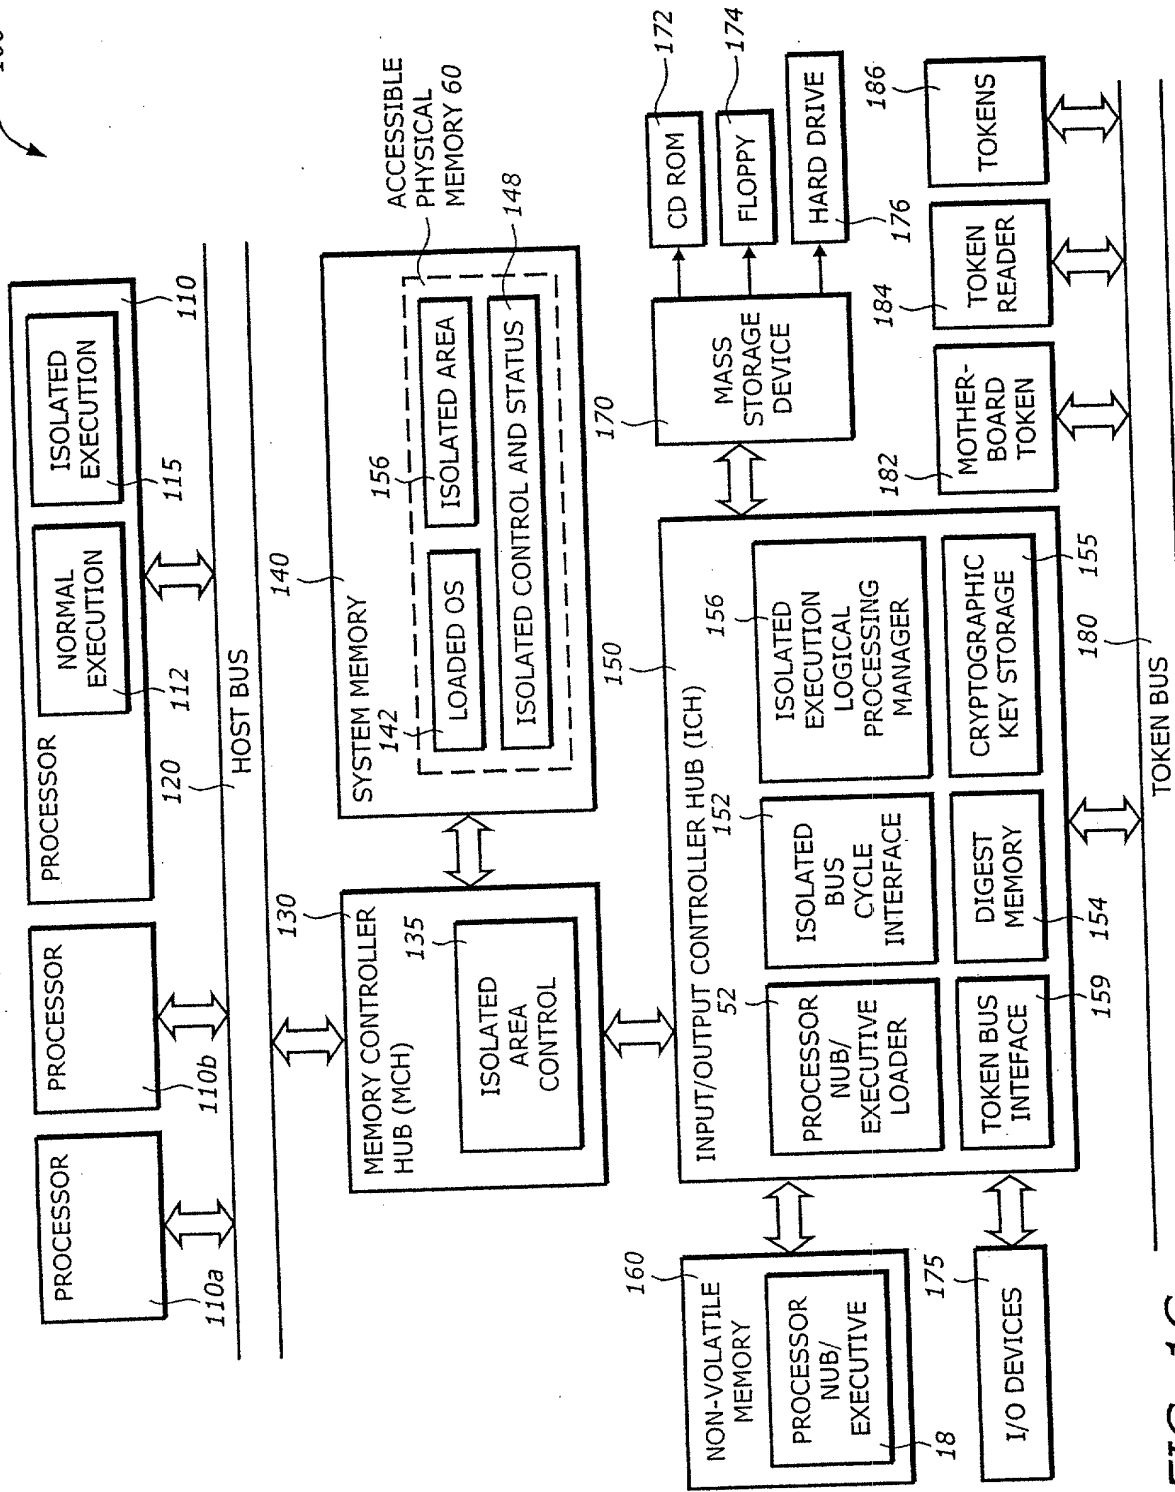 100
PROCESSOR
110a
PROCESSOR
110b
PROCESSOR
NORMAL
EXECUTION
112
ISOLATED
EXECUTION
115
110
120
HOST BUS
130
MEMORY CONTROLLER
HUB (MCH)
135
ISOLATED
AREA
CONTROL
140
SYSTEM MEMORY
142
LOADED OS
156
ISOLATED AREA
ISOLATED CONTROL AND STATUS
148
ACCESSIBLE
PHYSICAL
MEMORY 60
150
INPUT/OUTPUT CONTROLLER HUB (ICH)
52
PROCESSOR
NUB/
EXECUTIVE
LOADER
152
ISOLATED
BUS
CYCLE
INTERFACE
156
ISOLATED
EXECUTION
LOGICAL
PROCESSING
MANAGER
TOKEN BUS
INTEFACE
159
DIGEST
MEMORY
154
CRYPTOGRAPHIC
KEY STORAGE
155
160
NON-VOLATILE
MEMORY
PROCESSOR
NUB/
EXECUTIVE
18
175
I/O DEVICES
170
MASS
STORAGE
DEVICE
CD ROM
172
FLOPPY
174
HARD DRIVE
176
182
MOTHER-
BOARD
TOKEN
184
TOKEN
READER
186
TOKENS
180
TOKEN BUS
FIG. 1C